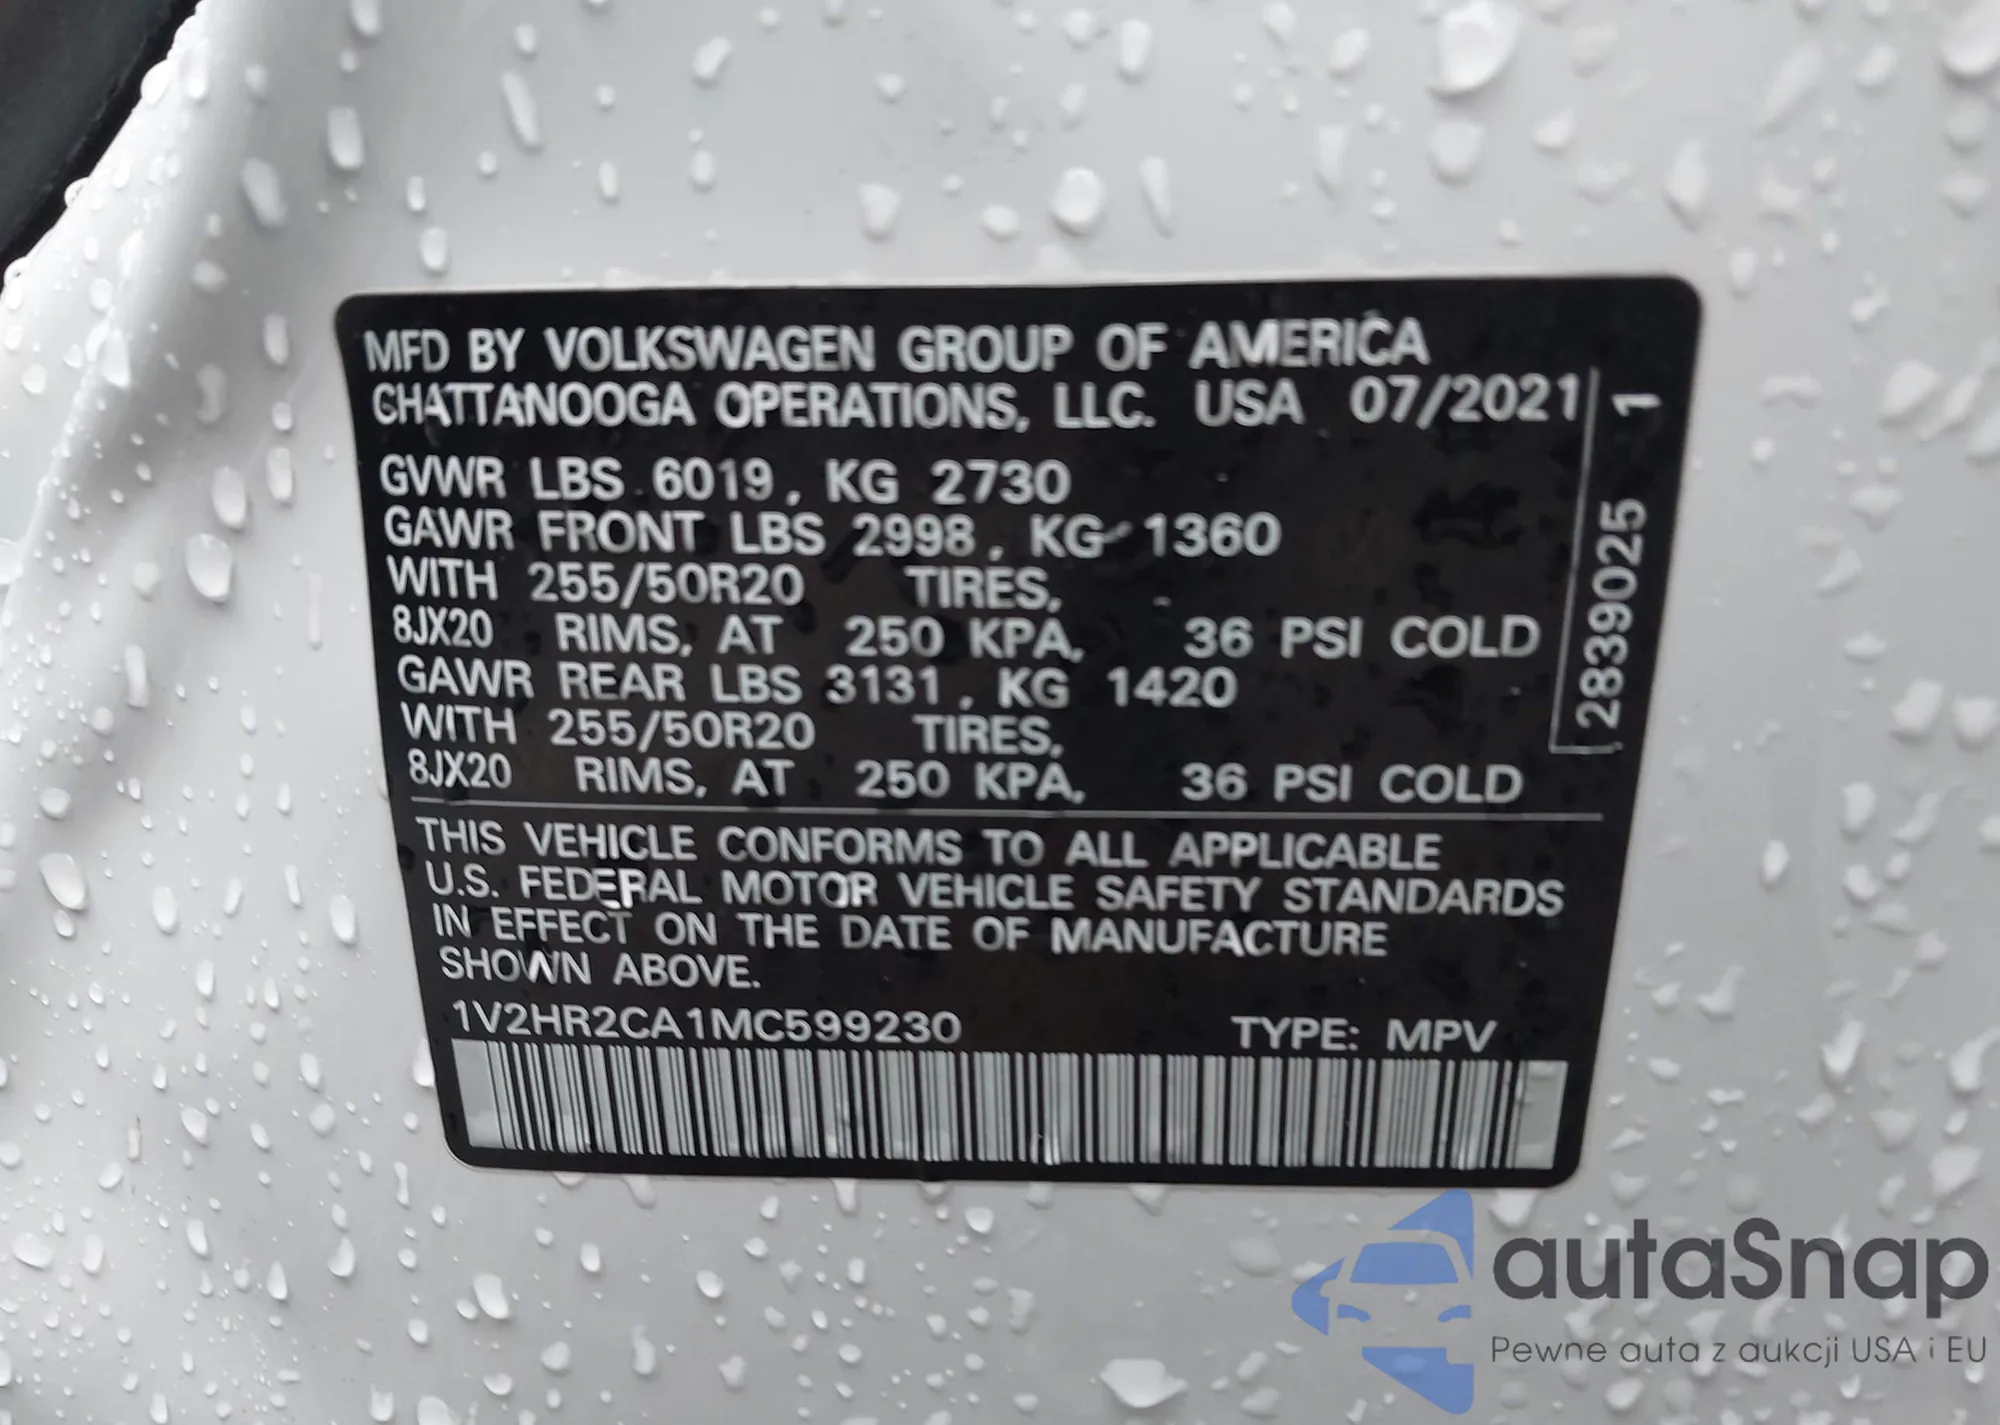 MFD BY VOLKSWAGEN GROUP OF AMERICA
CHATTANOOGA OPERATIONS, LLC. USA 07/2021
GVWR LBS 6019, KG 2730
GAWR FRONT LBS 2998, KG 1360
WITH 255/50R20 TIRES,
8JX20 RIMS, AT 250 KPA, 36 PSI COLD
GAWR REAR LBS 3131, KG 1420
WITH 255/50R20 TIRES,
8JX20 RIMS, AT 250 KPA, 36 PSI COLD
2839025 1
THIS VEHICLE CONFORMS TO ALL APPLICABLE
U.S. FEDERAL MOTOR VEHICLE SAFETY STANDARDS
IN EFFECT ON THE DATE OF MANUFACTURE
SHOWN ABOVE.
1V2HR2CA1MC599230 TYPE: MPV
autaSnap
Pewne auta z aukcji USA i EU